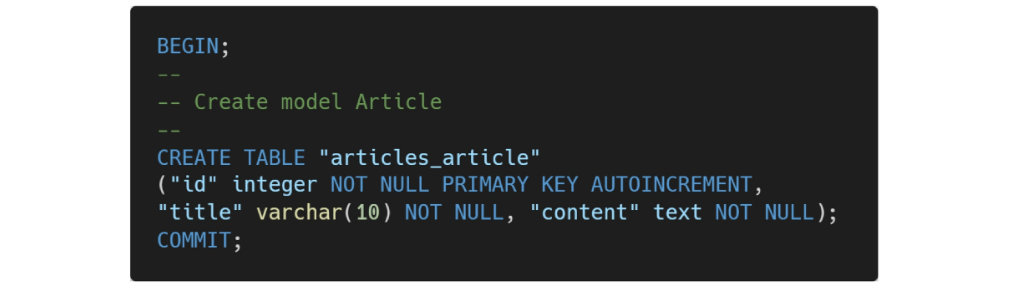 BEGIN;
--
-- Create model Article
--
CREATE TABLE "articles_article"
("id" integer NOT NULL PRIMARY KEY AUTOINCREMENT,
"title" varchar(10) NOT NULL, "content" text NOT NULL);
COMMIT;